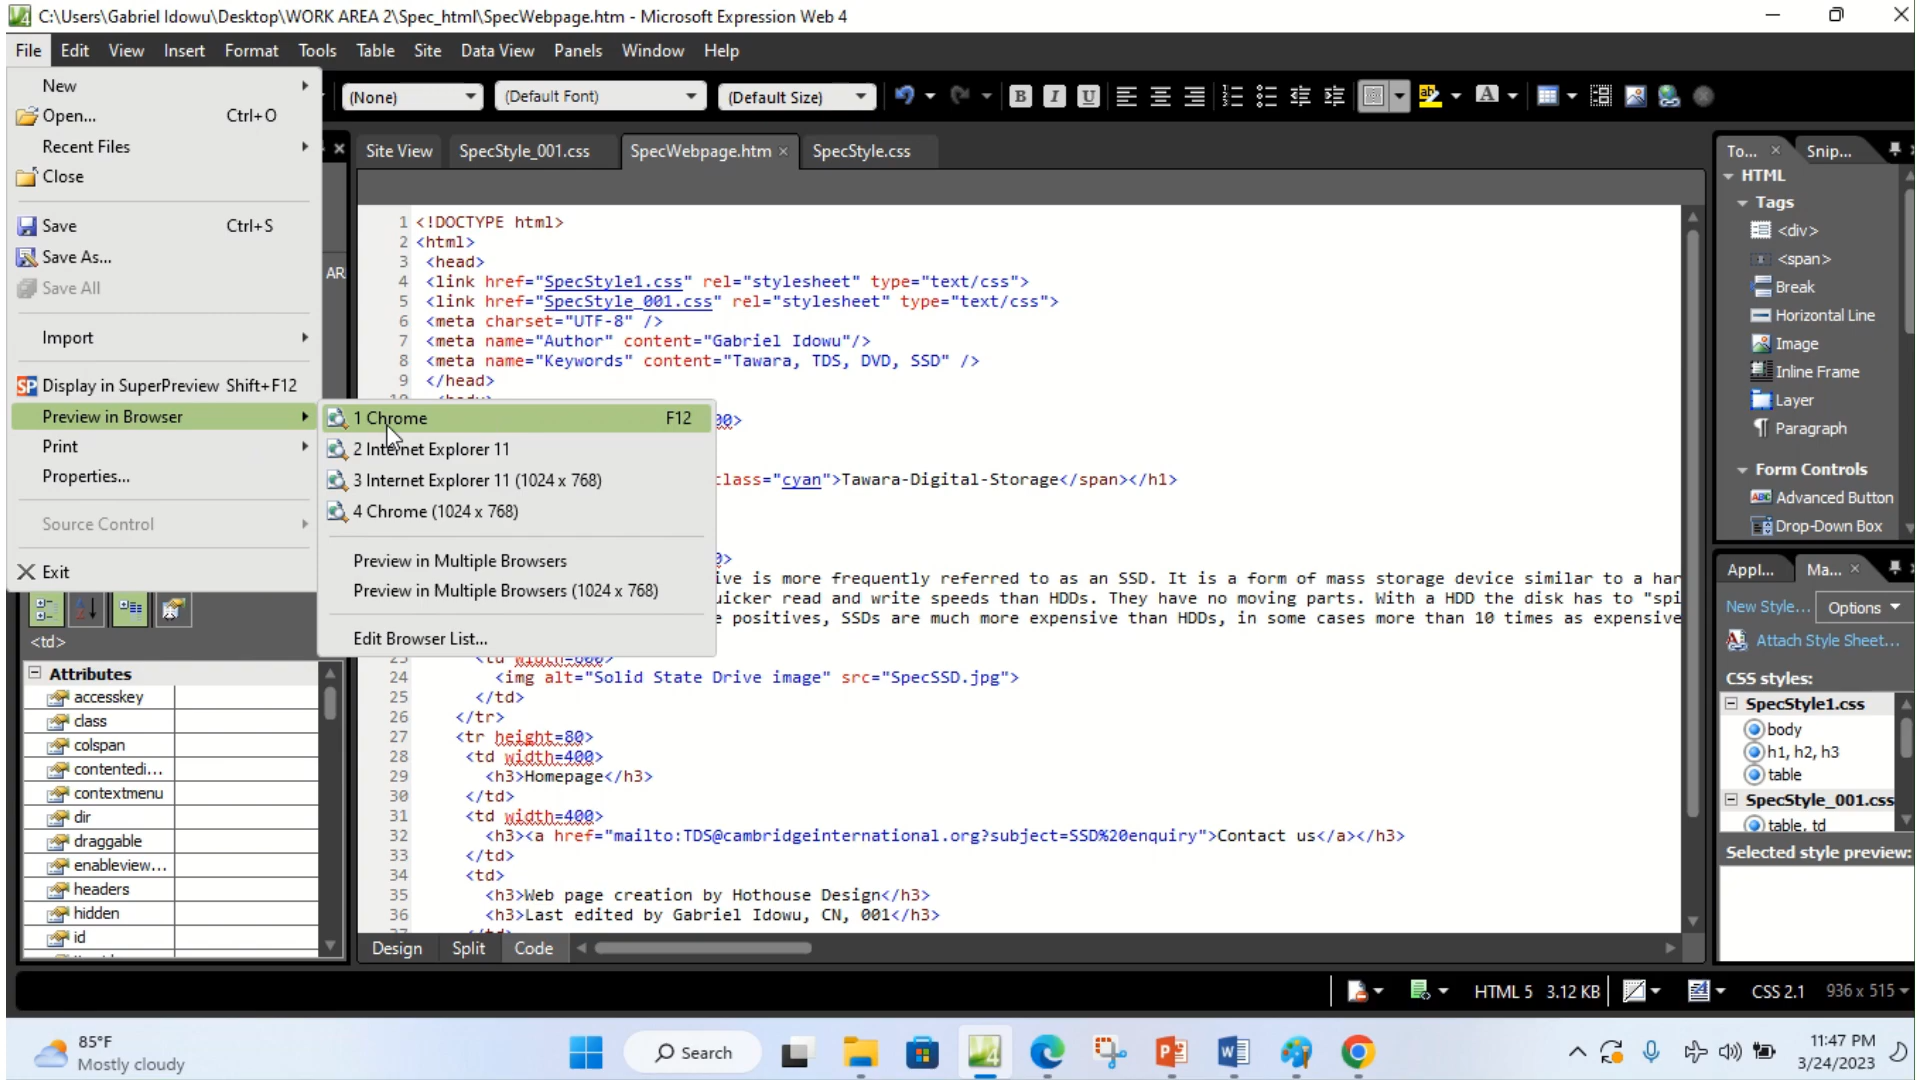 C:\Users\Gabriel Idowu\Desktop\WORK AREA 2\Spec_html\SpecWebpage.htm - Microsoft Expression Web 4
File Edit View Insert Format Tools Table Site Data View Panels Window Help
(None) (Default Font) (Default Size) B I U A
New
Open... Ctrl+O
Recent Files
Close
Save Ctrl+S
Save As...
Save All
Import
Display in SuperPreview Shift+F12
Preview in Browser
Print
Properties...
Source Control
Exit
1 Chrome F12
2 Internet Explorer 11
3 Internet Explorer 11 (1024 x 768)
4 Chrome (1024 x 768)
Preview in Multiple Browsers
Preview in Multiple Browsers (1024 x 768)
Edit Browser List...
AR
<td>
Attributes
accesskey
class
colspan
contentedi...
contextmenu
dir
draggable
enableview...
headers
hidden
id
Site View SpecStyle_001.css SpecWebpage.htm SpecStyle.css
1 <!DOCTYPE html>
2 <html>
3 <head>
4 <link href="SpecStyle1.css" rel="stylesheet" type="text/css">
5 <link href="SpecStyle_001.css" rel="stylesheet" type="text/css">
6 <meta charset="UTF-8" />
7 <meta name="Author" content="Gabriel Idowu"/>
8 <meta name="Keywords" content="Tawara, TDS, DVD, SSD" />
9 </head>
00>
class="cyan">Tawara-Digital-Storage</span></h1>
ive is more frequently referred to as an SSD. It is a form of mass storage device similar to a har
uicker read and write speeds than HDDs. They have no moving parts. With a HDD the disk has to "spi
e positives, SSDs are much more expensive than HDDs, in some cases more than 10 times as expensive
24 <img alt="Solid State Drive image" src="SpecSSD.jpg">
25 </td>
26 </tr>
27 <tr height=80>
28 <td width=400>
29 <h3>Homepage</h3>
30 </td>
31 <td width=400>
32 <h3><a href="mailto:TDS@cambridgeinternational.org?subject=SSD%20enquiry">Contact us</a></h3>
33 </td>
34 <td>
35 <h3>Web page creation by Hothouse Design</h3>
36 <h3>Last edited by Gabriel Idowu, CN, 001</h3>
Design Split Code
To... Snip...
HTML
Tags
<div>
<span>
Break
Horizontal Line
Image
Inline Frame
Layer
Paragraph
Form Controls
Advanced Button
Drop-Down Box
Appl... Ma...
New Style... Options
Attach Style Sheet...
CSS styles:
SpecStyle1.css
body
h1, h2, h3
table
SpecStyle_001.css
table, td
Selected style preview:
HTML 5 3.12 KB CSS 2.1 936 x 515
85°F
Mostly cloudy
Search
11:47 PM
3/24/2023